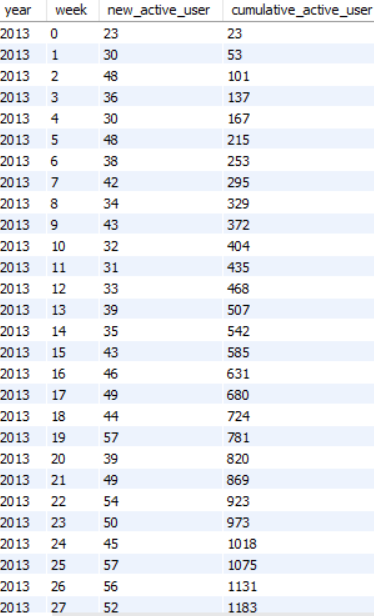 year week new_active_user cumulative_active_user
2013 0 23 23
2013 1 30 53
2013 2 48 101
2013 3 36 137
2013 4 30 167
2013 5 48 215
2013 6 38 253
2013 7 42 295
2013 8 34 329
2013 9 43 372
2013 10 32 404
2013 11 31 435
2013 12 33 468
2013 13 39 507
2013 14 35 542
2013 15 43 585
2013 16 46 631
2013 17 49 680
2013 18 44 724
2013 19 57 781
2013 20 39 820
2013 21 49 869
2013 22 54 923
2013 23 50 973
2013 24 45 1018
2013 25 57 1075
2013 26 56 1131
2013 27 52 1183